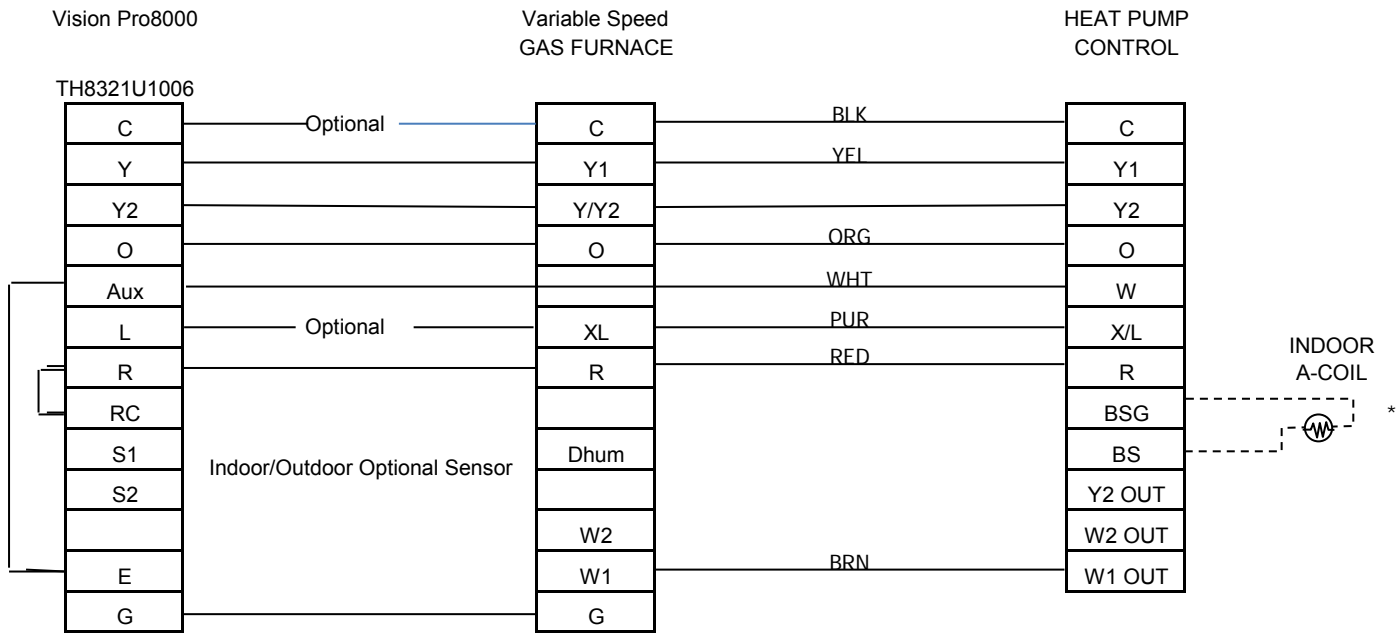 Vision Pro8000
Variable Speed
GAS FURNACE
HEAT PUMP
CONTROL
TH8321U1006
C
Optional
C
BLK
C
Y
Y1
YEL
Y1
Y2
Y/Y2
Y2
O
O
ORG
O
Aux
WHT
W
L
Optional
XL
PUR
X/L
R
R
RED
R
INDOOR
A-COIL
RC
BSG
*
S1
Indoor/Outdoor Optional Sensor
Dhum
BS
S2
Y2 OUT
W2
W2 OUT
E
W1
BRN
W1 OUT
G
G